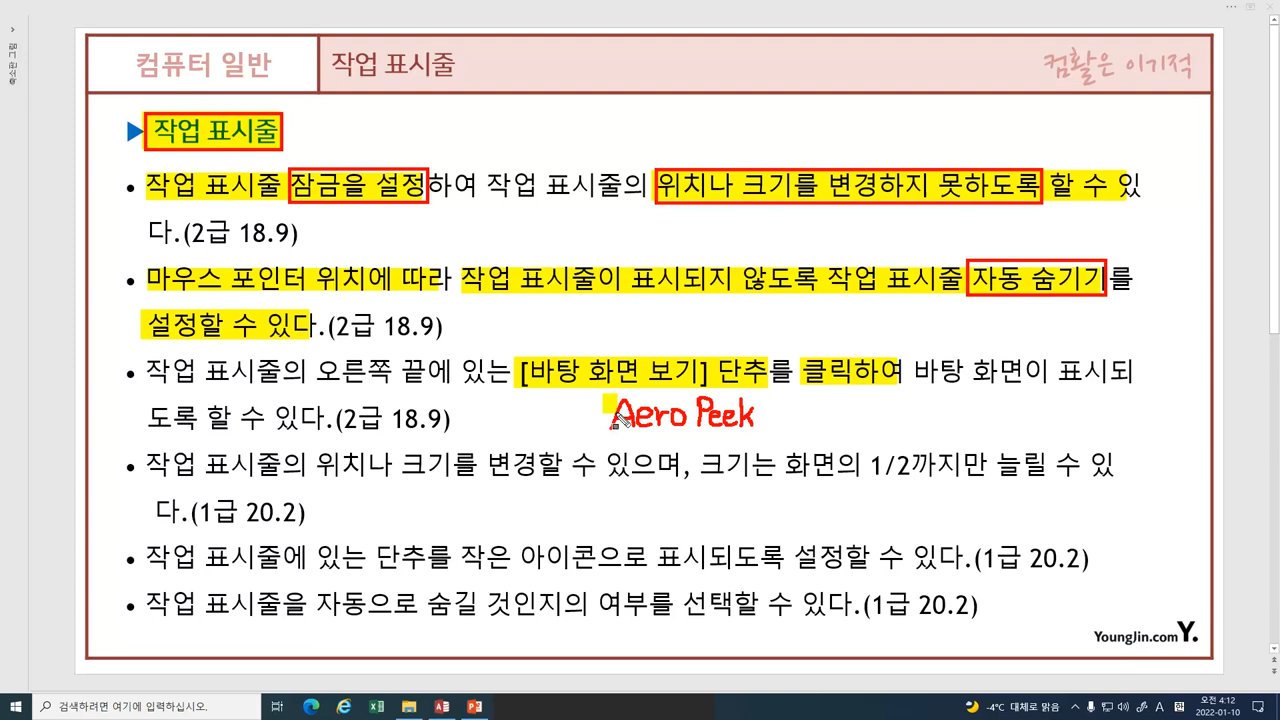 컴퓨터 일반
작업 표시줄
컴활은 이기적
작업 표시줄
• 작업 표시줄 잠금을 설정하여 작업 표시줄의 위치나 크기를 변경하지 못하도록 할 수 있
다.(2급 18.9)
• 마우스 포인터 위치에 따라 작업 표시줄이 표시되지 않도록 작업 표시줄 자동 숨기기를
설정할 수 있다.(2급 18.9)
• 작업 표시줄의 오른쪽 끝에 있는 [바탕 화면 보기] 단추를 클릭하여 바탕 화면이 표시되
도록 할 수 있다.(2급 18.9)
Aero Peek
• 작업 표시줄의 위치나 크기를 변경할 수 있으며, 크기는 화면의 1/2까지만 늘릴 수 있
다.(1급 20.2)
• 작업 표시줄에 있는 단추를 작은 아이콘으로 표시되도록 설정할 수 있다.(1급 20.2)
• 작업 표시줄을 자동으로 숨길 것인지의 여부를 선택할 수 있다.(1급 20.2)
YoungJin.com Y.
검색하려면 여기에 입력하십시오.
-4°C 대체로 맑음
A
오전 4:12
2022-01-10